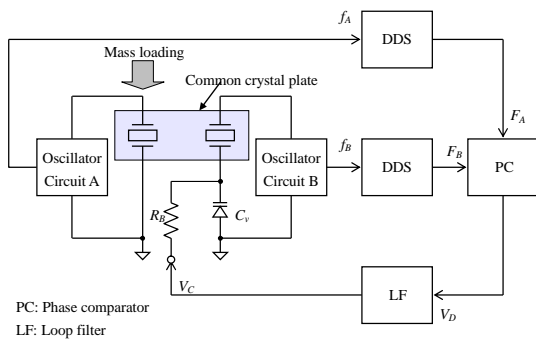 f_A
DDS
Mass loading
Common crystal plate
F_A
Oscillator
Circuit A
Oscillator
Circuit B
f_B
DDS
F_B
PC
R_B
C_v
V_C
LF
V_D
PC: Phase comparator
LF: Loop filter